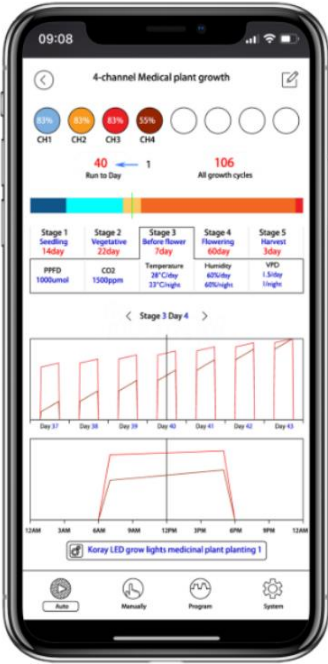 09:08
4-channel Medical plant growth
83% 83% 83% 55%
CH1 CH2 CH3 CH4
40 1 106
Run to Day All growth cycles
Stage 1 Stage 2 Stage 3 Stage 4 Stage 5
Seedling Vegetative Before flower Flowering Harvest
14day 22day 7day 60day 3day
PPFD CO2 Temperature Humidity VPD
1000umol 1500ppm 28°C/day 60%/day 1.5/day
22°C/night 60%/night 1/night
Stage 3 Day 4
Day 37 Day 38 Day 39 Day 40 Day 41 Day 42 Day 43
12AM 3AM 6AM 9AM 12PM 3PM 6PM 9PM 12AM
Koray LED grow lights medicinal plant planting 1
Auto Manually Program System